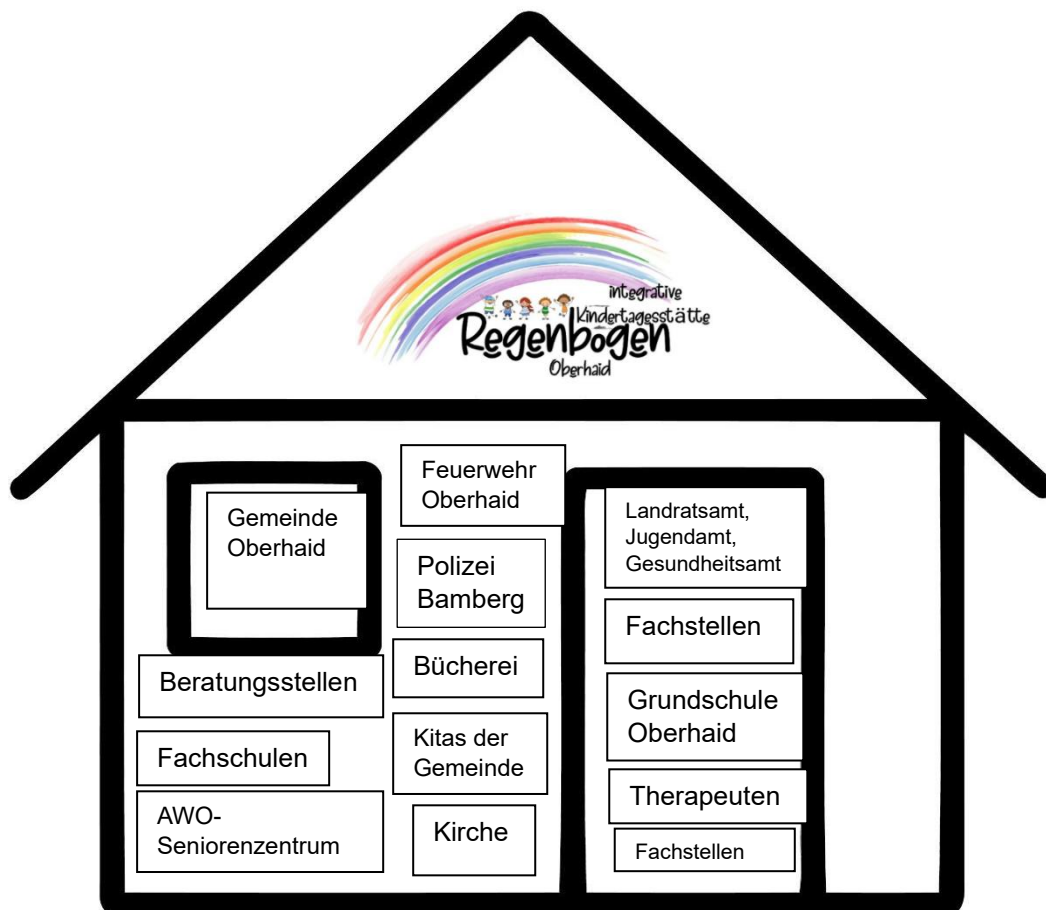 integrative
Kindertagesstätte
Regenbogen
Oberhaid
Gemeinde
Oberhaid
Beratungsstellen
Fachschulen
AWO-
Seniorenzentrum
Feuerwehr
Oberhaid
Polizei
Bamberg
Bücherei
Kitas der
Gemeinde
Kirche
Landratsamt,
Jugendamt,
Gesundheitsamt
Fachstellen
Grundschule
Oberhaid
Therapeuten
Fachstellen